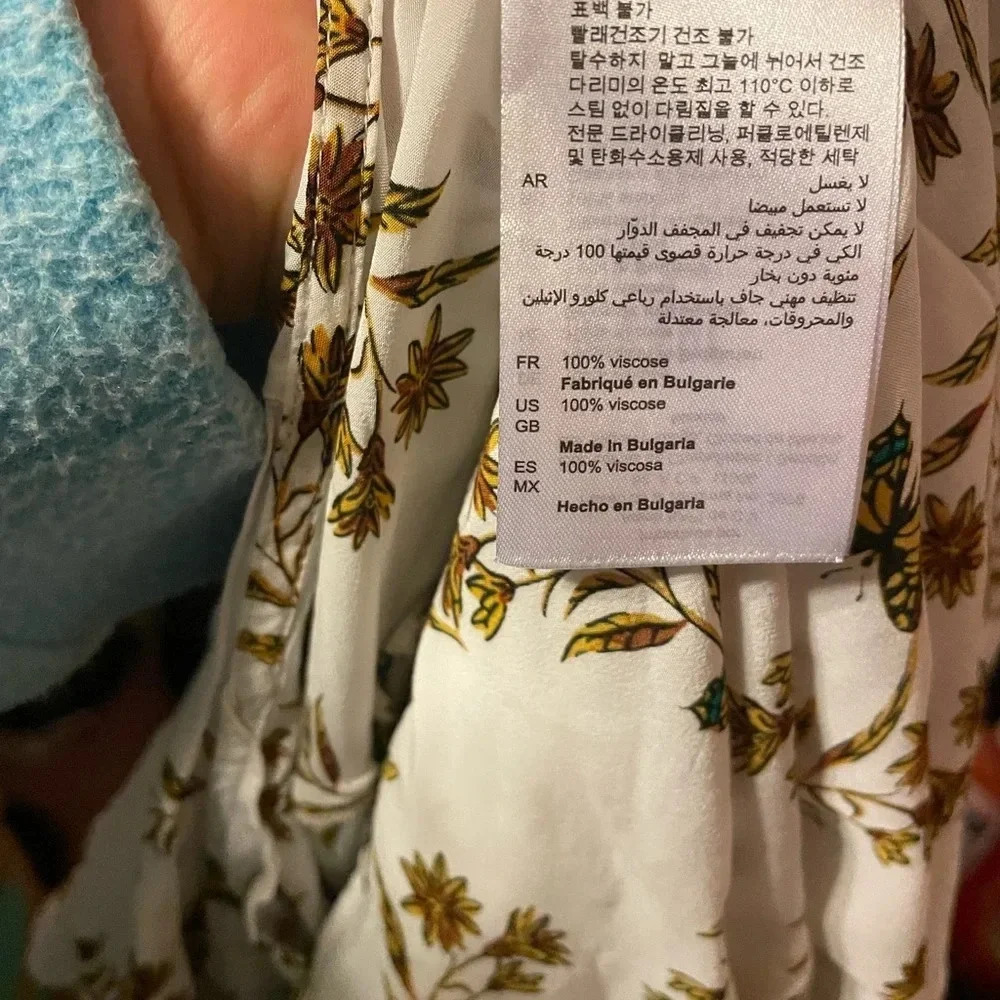 표백 불가
빨래건조기 건조 불가
탈수하지 말고 그늘에 뉘어서 건조
다리미의 온도 최고 110°C 이하로
스팀 없이 다림질을 할 수 있다.
전문 드라이클리닝, 퍼클로에틸렌제
및 탄화수소용제 사용, 적당한 세탁
AR لا يغسل
لا تستعمل مبيضا
لا يمكن تجفيف في المجفف الدوّار
الكي في درجة حرارة قصوى قيمتها 100 درجة
مئوية دون بخار
تنظيف مهني جاف باستخدام رباعي كلورو الإثيلين
والمحروقات، معالجة معتدلة
FR 100% viscose
Fabriqué en Bulgarie
US 100% viscose
GB
Made in Bulgaria
ES 100% viscosa
MX
Hecho en Bulgaria